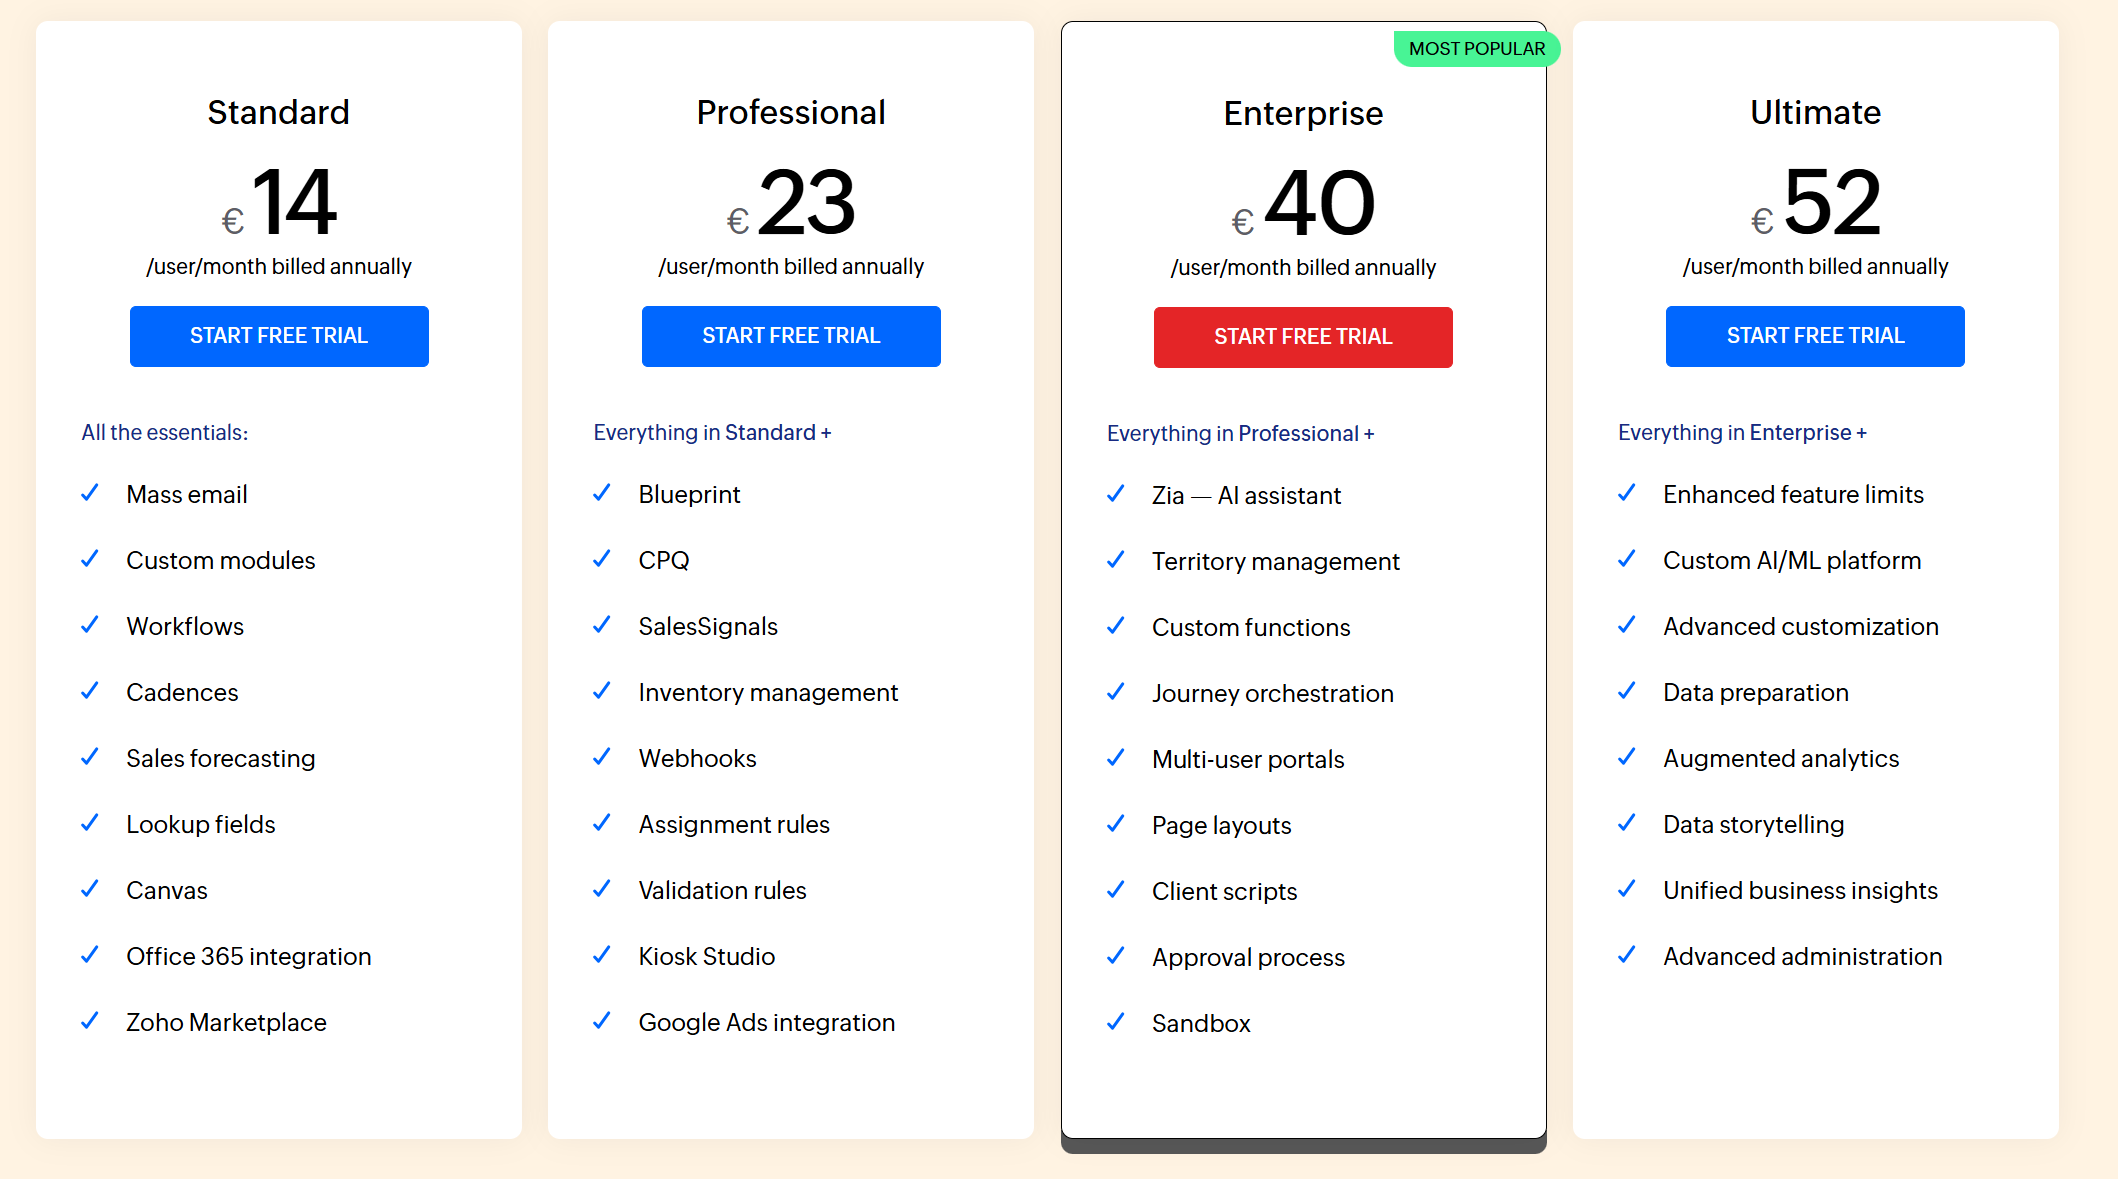 Standard
€ 14
/user/month billed annually
START FREE TRIAL
All the essentials:
Mass email
Custom modules
Workflows
Cadences
Sales forecasting
Lookup fields
Canvas
Office 365 integration
Zoho Marketplace
Professional
€ 23
/user/month billed annually
START FREE TRIAL
Everything in Standard +
Blueprint
CPQ
SalesSignals
Inventory management
Webhooks
Assignment rules
Validation rules
Kiosk Studio
Google Ads integration
MOST POPULAR
Enterprise
€ 40
/user/month billed annually
START FREE TRIAL
Everything in Professional +
Zia — AI assistant
Territory management
Custom functions
Journey orchestration
Multi-user portals
Page layouts
Client scripts
Approval process
Sandbox
Ultimate
€ 52
/user/month billed annually
START FREE TRIAL
Everything in Enterprise +
Enhanced feature limits
Custom AI/ML platform
Advanced customization
Data preparation
Augmented analytics
Data storytelling
Unified business insights
Advanced administration